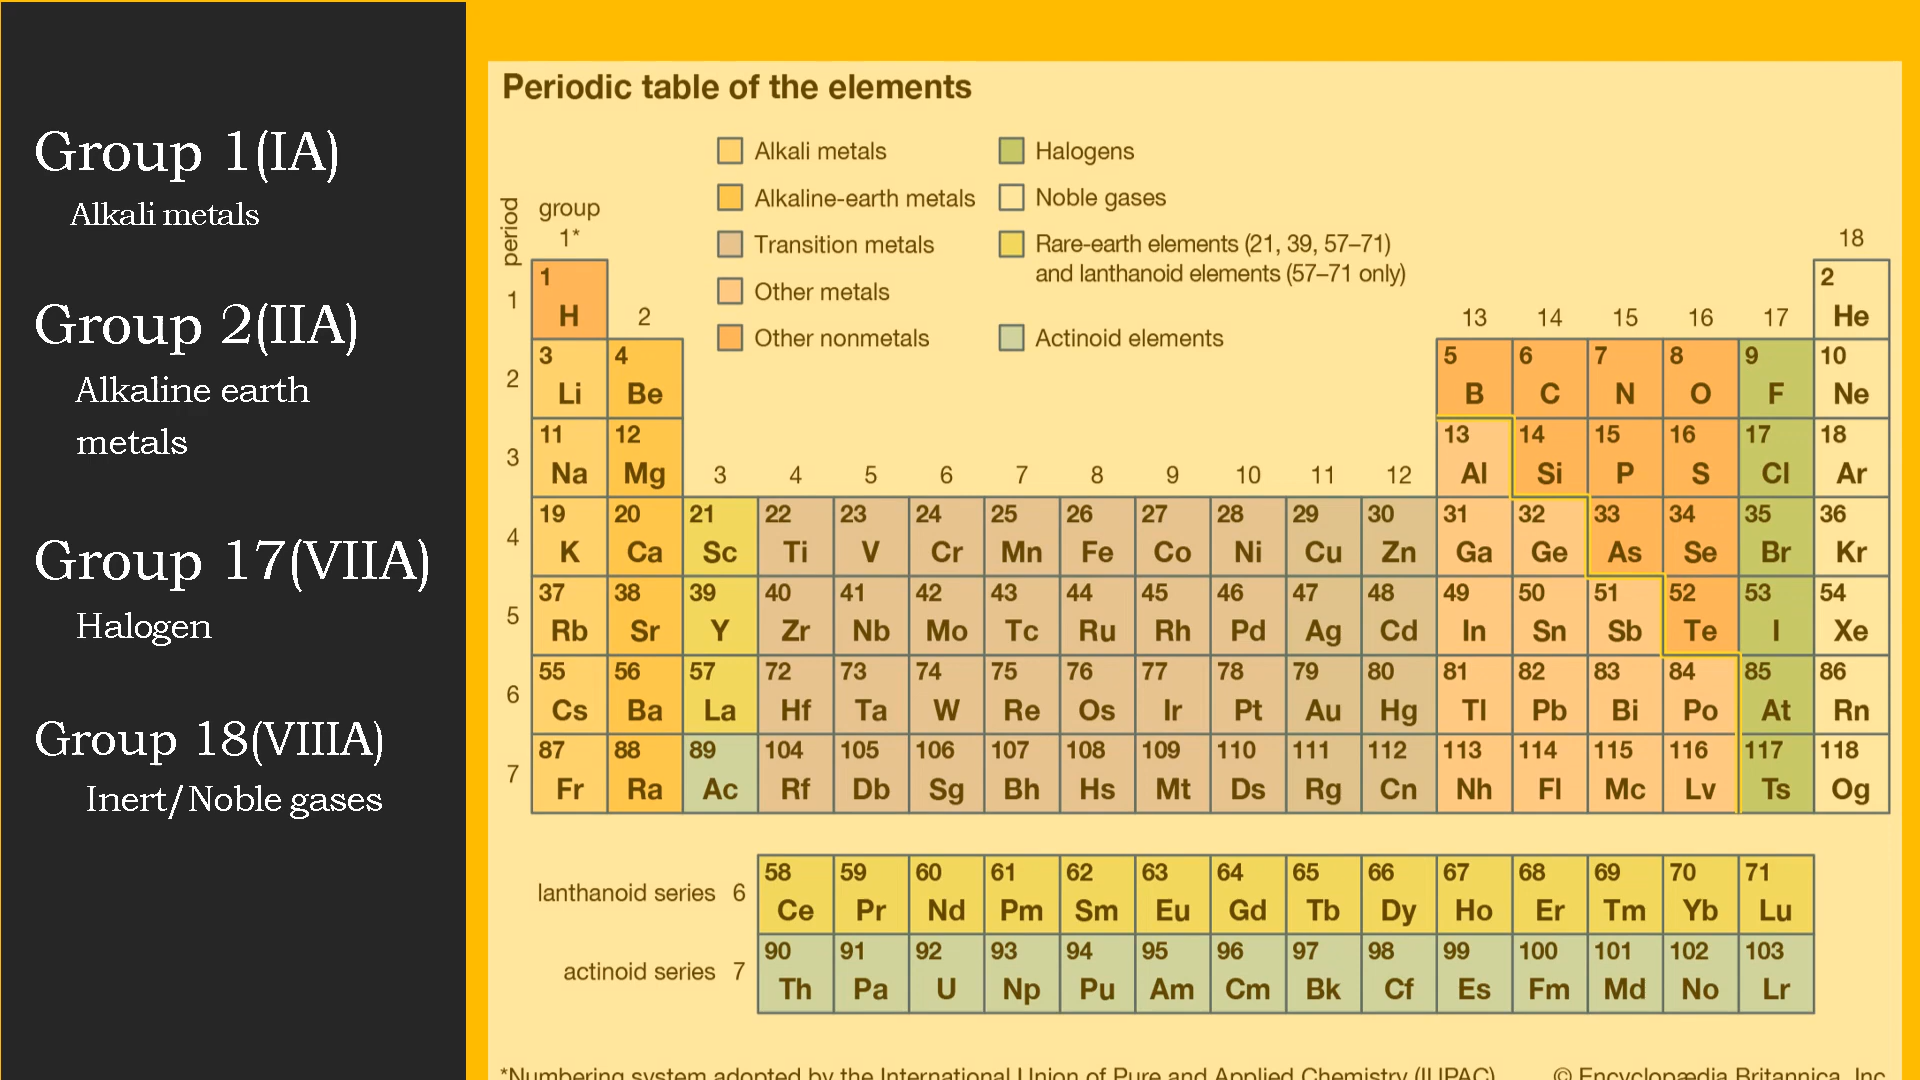 Group 1(IA)
Alkali metals
Group 2(IIA)
Alkaline earth
metals
Group 17(VIIA)
Halogen
Group 18(VIIIA)
Inert/Noble gases
Periodic table of the elements
Alkali metals
Alkaline-earth metals
Transition metals
Other metals
Other nonmetals
Halogens
Noble gases
Rare-earth elements (21, 39, 57–71)
and lanthanoid elements (57–71 only)
Actinoid elements
period
group
1* 18
1 2
1 H He
2 13 14 15 16 17
3 4 5 6 7 8 9 10
2 Li Be B C N O F Ne
11 12 13 14 15 16 17 18
3 Na Mg Al Si P S Cl Ar
3 4 5 6 7 8 9 10 11 12
19 20 21 22 23 24 25 26 27 28 29 30 31 32 33 34 35 36
4 K Ca Sc Ti V Cr Mn Fe Co Ni Cu Zn Ga Ge As Se Br Kr
37 38 39 40 41 42 43 44 45 46 47 48 49 50 51 52 53 54
5 Rb Sr Y Zr Nb Mo Tc Ru Rh Pd Ag Cd In Sn Sb Te I Xe
55 56 57 72 73 74 75 76 77 78 79 80 81 82 83 84 85 86
6 Cs Ba La Hf Ta W Re Os Ir Pt Au Hg Tl Pb Bi Po At Rn
87 88 89 104 105 106 107 108 109 110 111 112 113 114 115 116 117 118
7 Fr Ra Ac Rf Db Sg Bh Hs Mt Ds Rg Cn Nh Fl Mc Lv Ts Og
58 59 60 61 62 63 64 65 66 67 68 69 70 71
lanthanoid series 6 Ce Pr Nd Pm Sm Eu Gd Tb Dy Ho Er Tm Yb Lu
90 91 92 93 94 95 96 97 98 99 100 101 102 103
actinoid series 7 Th Pa U Np Pu Am Cm Bk Cf Es Fm Md No Lr
*Numbering system adopted by the International Union of Pure and Applied Chemistry (IUPAC). © Encyclopædia Britannica, Inc.